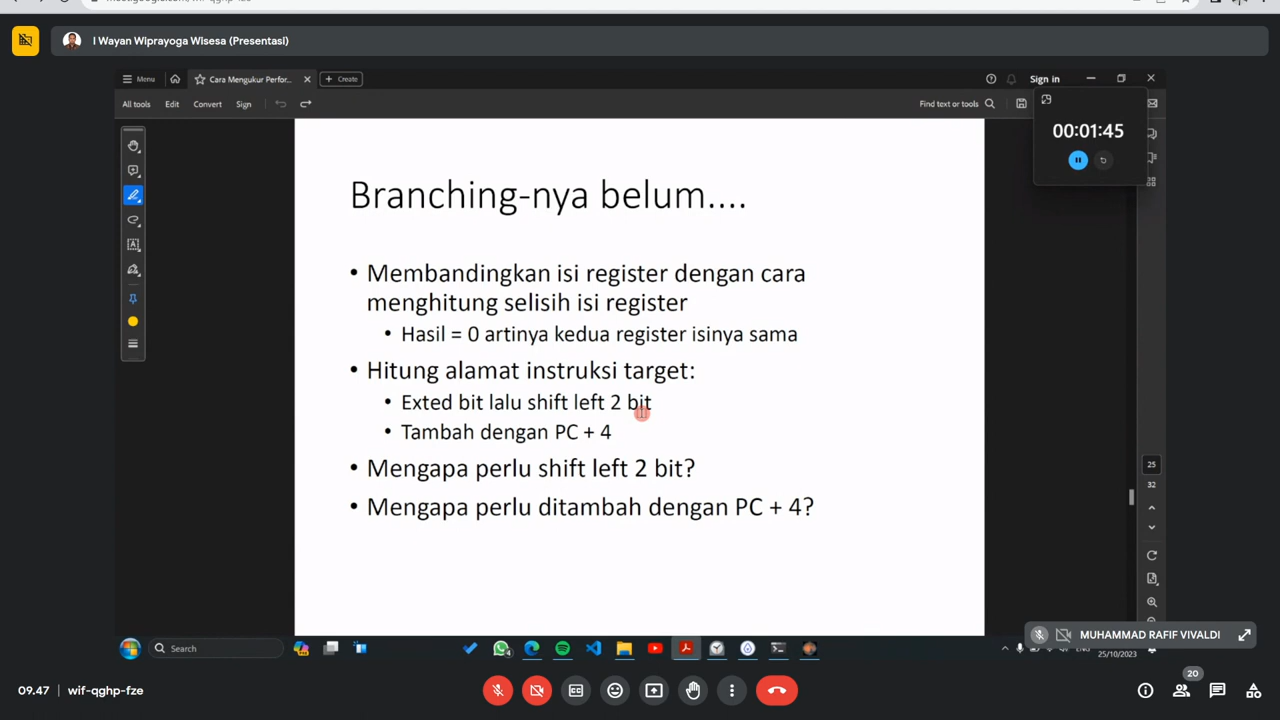 I Wayan Wiprayoga Wisesa (Presentasi)
Menu
Cara Mengukur Perfor...
Create
Sign in
All tools
Edit
Convert
Sign
Find text or tools
00:01:45
Branching-nya belum....
• Membandingkan isi register dengan cara
menghitung selisih isi register
• Hasil = 0 artinya kedua register isinya sama
• Hitung alamat instruksi target:
• Exted bit lalu shift left 2 bit
• Tambah dengan PC + 4
• Mengapa perlu shift left 2 bit?
• Mengapa perlu ditambah dengan PC + 4?
25
32
MUHAMMAD RAFIF VIVALDI
Search
25/10/2023
09.47
wif-qghp-fze
20